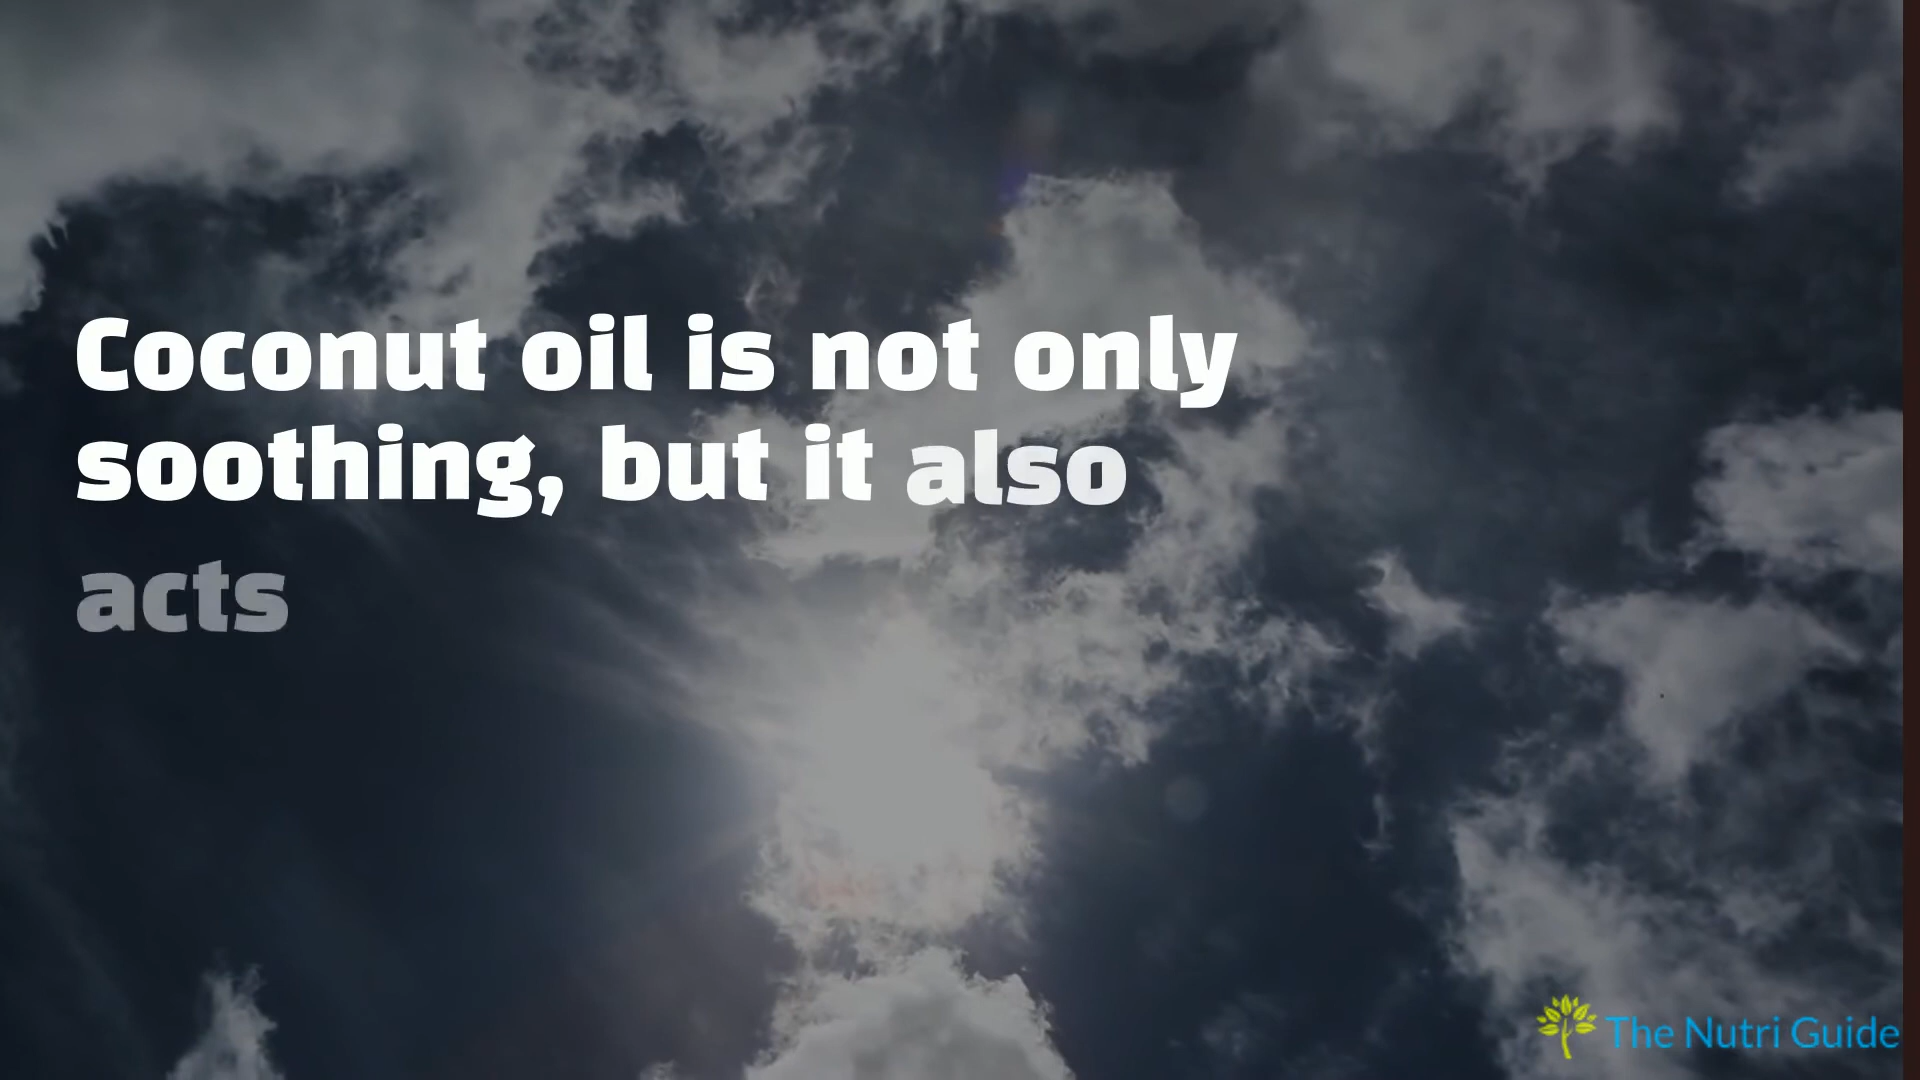 Coconut oil is not only
soothing, but it also
acts
The Nutri Guide